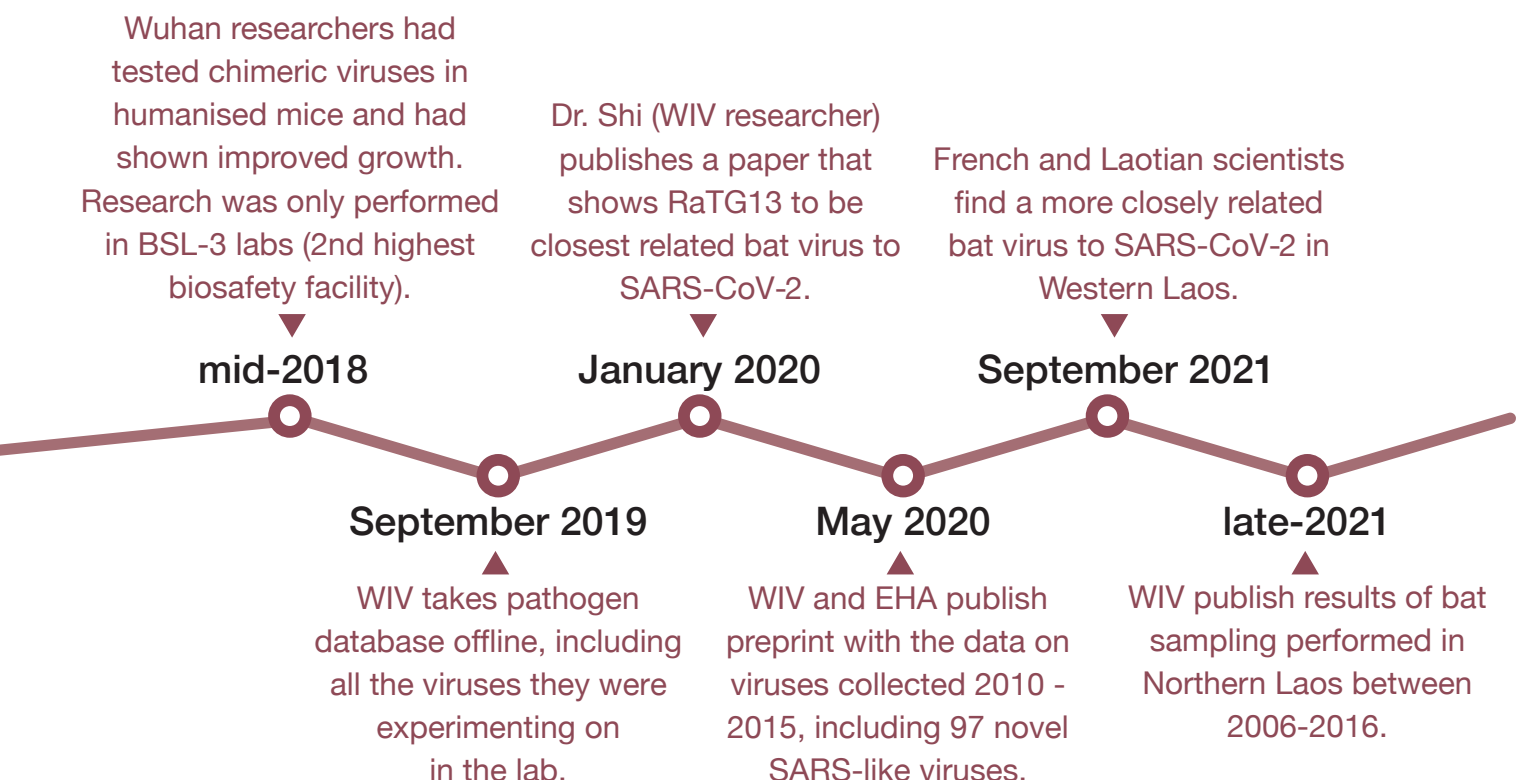 Wuhan researchers had
tested chimeric viruses in
humanised mice and had
shown improved growth.
Research was only performed
in BSL-3 labs (2nd highest
biosafety facility).
mid-2018
September 2019
WIV takes pathogen
database offline, including
all the viruses they were
experimenting on
in the lab.
Dr. Shi (WIV researcher)
publishes a paper that
shows RaTG13 to be
closest related bat virus to
SARS-CoV-2.
January 2020
May 2020
WIV and EHA publish
preprint with the data on
viruses collected 2010 -
2015, including 97 novel
SARS-like viruses.
French and Laotian scientists
find a more closely related
bat virus to SARS-CoV-2 in
Western Laos.
September 2021
late-2021
WIV publish results of bat
sampling performed in
Northern Laos between
2006-2016.